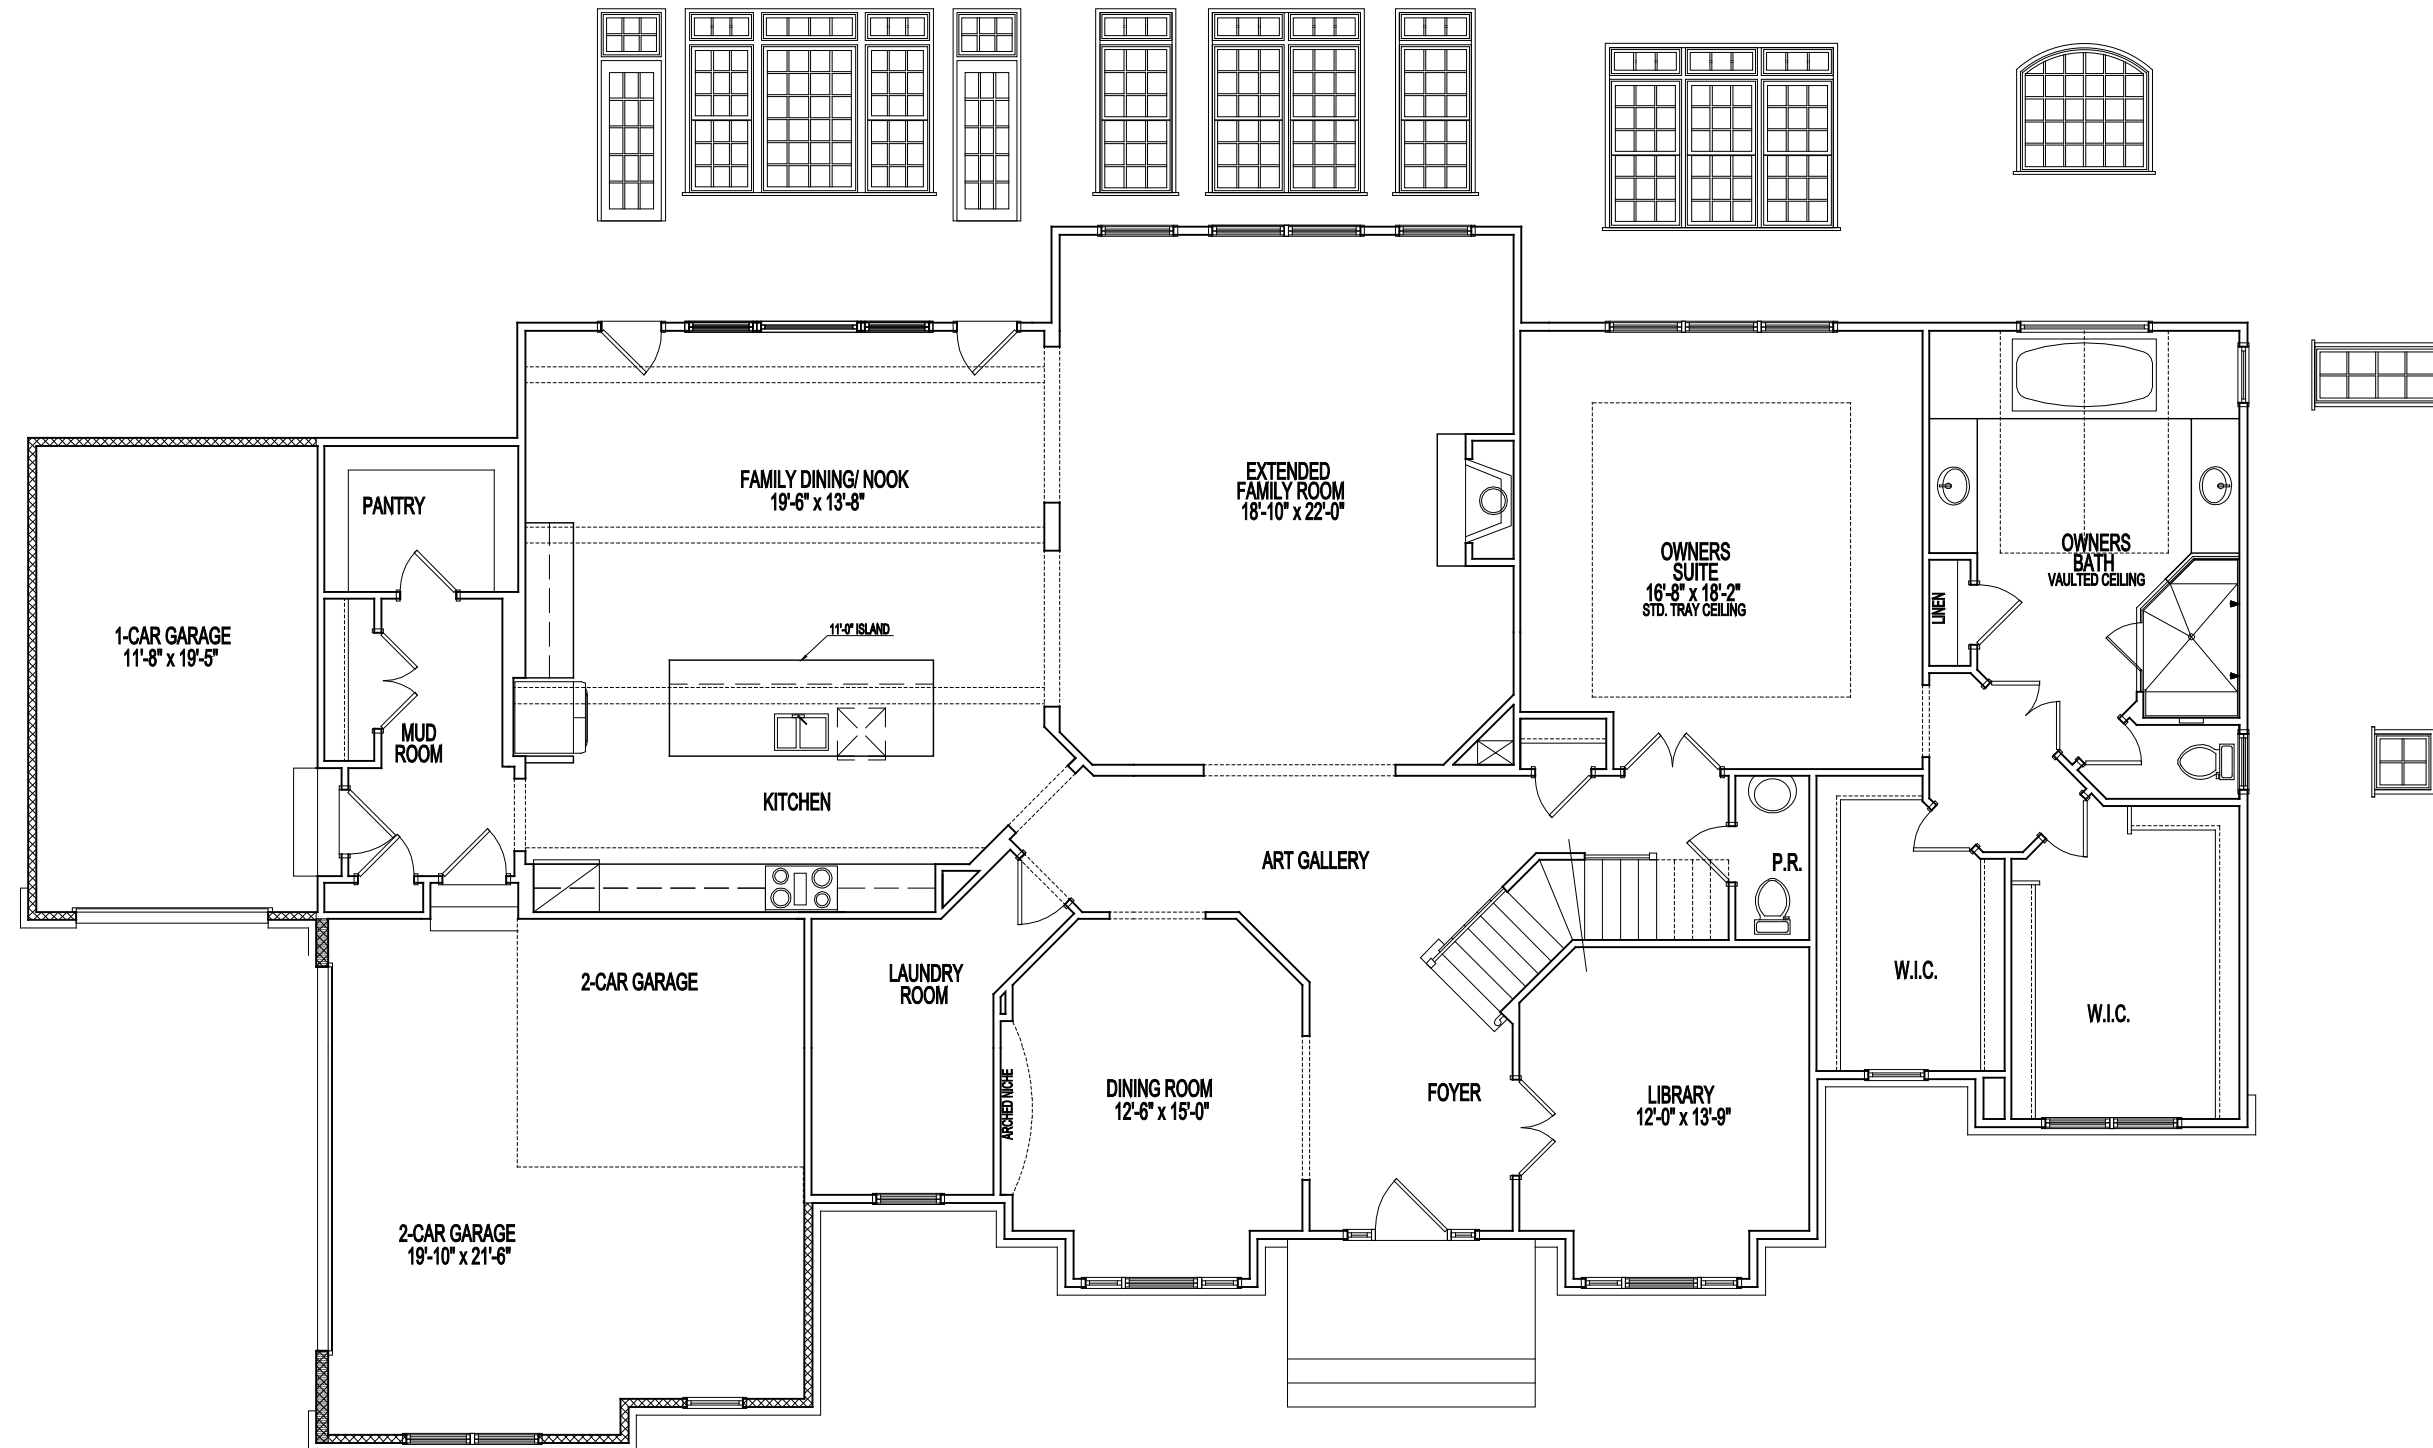 FAMILY DINING/ NOOK
19'-6" x 13'-8"
EXTENDED
FAMILY ROOM
18'-10" x 22'-0"
PANTRY
OWNERS
SUITE
16'-8" x 18'-2"
STD. TRAY CEILING
OWNERS
BATH
VAULTED CEILING
LINEN
1-CAR GARAGE
11'-8" x 19'-5"
11'-0" ISLAND
MUD
ROOM
KITCHEN
ART GALLERY
P.R.
2-CAR GARAGE
LAUNDRY
ROOM
W.I.C.
W.I.C.
ARCHED NICHE
DINING ROOM
12'-6" x 15'-0"
FOYER
LIBRARY
12'-0" x 13'-9"
2-CAR GARAGE
19'-10" x 21'-6"